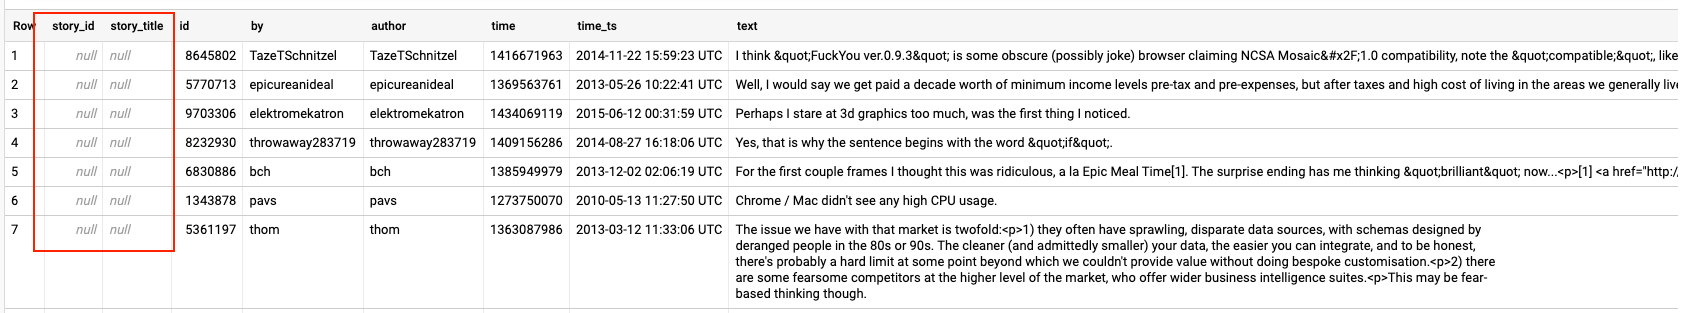 Row story_id story_title id by author time time_ts text
1 null null 8645802 TazeTSchnitzel TazeTSchnitzel 1416671963 2014-11-22 15:59:23 UTC I think &quot;FuckYou ver.0.9.3&quot; is some obscure (possibly joke) browser claiming NCSA Mosaic&#x2F;1.0 compatibility, note the &quot;compatible;&quot;, like
2 null null 5770713 epicureanideal epicureanideal 1369563761 2013-05-26 10:22:41 UTC Well, I would say we get paid a decade worth of minimum income levels pre-tax and pre-expenses, but after taxes and high cost of living in the areas we generally live
3 null null 9703306 elektromekatron elektromekatron 1434069119 2015-06-12 00:31:59 UTC Perhaps I stare at 3d graphics too much, was the first thing I noticed.
4 null null 8232930 throwaway283719 throwaway283719 1409156286 2014-08-27 16:18:06 UTC Yes, that is why the sentence begins with the word &quot;if&quot;.
5 null null 6830886 bch bch 1385949979 2013-12-02 02:06:19 UTC For the first couple frames I thought this was ridiculous, a la Epic Meal Time[1]. The surprise ending has me thinking &quot;brilliant&quot; now...<p>[1] <a href="http:/
6 null null 1343878 pavs pavs 1273750070 2010-05-13 11:27:50 UTC Chrome / Mac didn't see any high CPU usage.
7 null null 5361197 thom thom 1363087986 2013-03-12 11:33:06 UTC The issue we have with that market is twofold:<p>1) they often have sprawling, disparate data sources, with schemas designed by
deranged people in the 80s or 90s. The cleaner (and admittedly smaller) your data, the easier you can integrate, and to be honest,
there's probably a hard limit at some point beyond which we couldn't provide value without doing bespoke customisation.<p>2) there
are some fearsome competitors at the higher level of the market, who offer wider business intelligence suites.<p>This may be fear-
based thinking though.